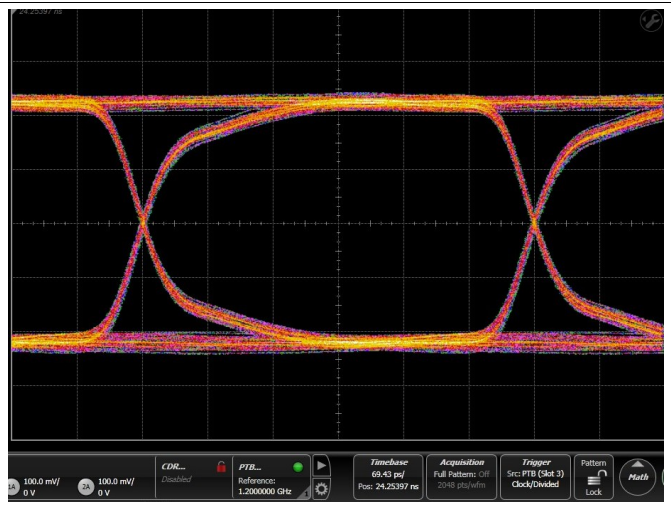 24.25397 ns
CDR...
Disabled
PTB...
Reference:
1.2000000 GHz
1
Timebase
69.43 ps/
Pos: 24.25397 ns
Acquisition
Full Pattern: Off
2048 pts/wfm
Trigger
Src: PTB (Slot 3)
Clock/Divided
Pattern
Lock
Math
1A 100.0 mV/
0 V
2A 100.0 mV/
0 V